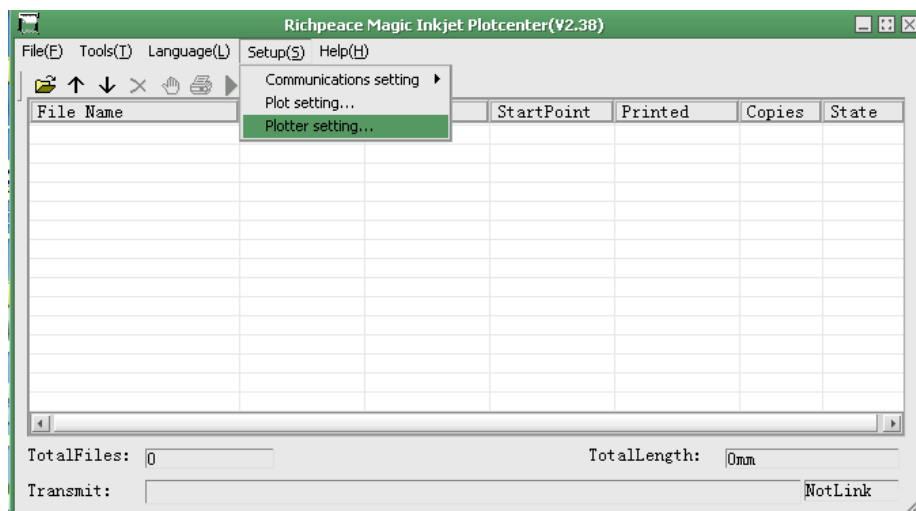 Richpeace Magic Inkjet Plotcenter(V2.38)
File(F) Tools(T) Language(L) Setup(S) Help(H)
Communications setting
Plot setting...
Plotter setting...
File Name StartPoint Printed Copies State
TotalFiles: 0 TotalLength: 0mm
Transmit: NotLink